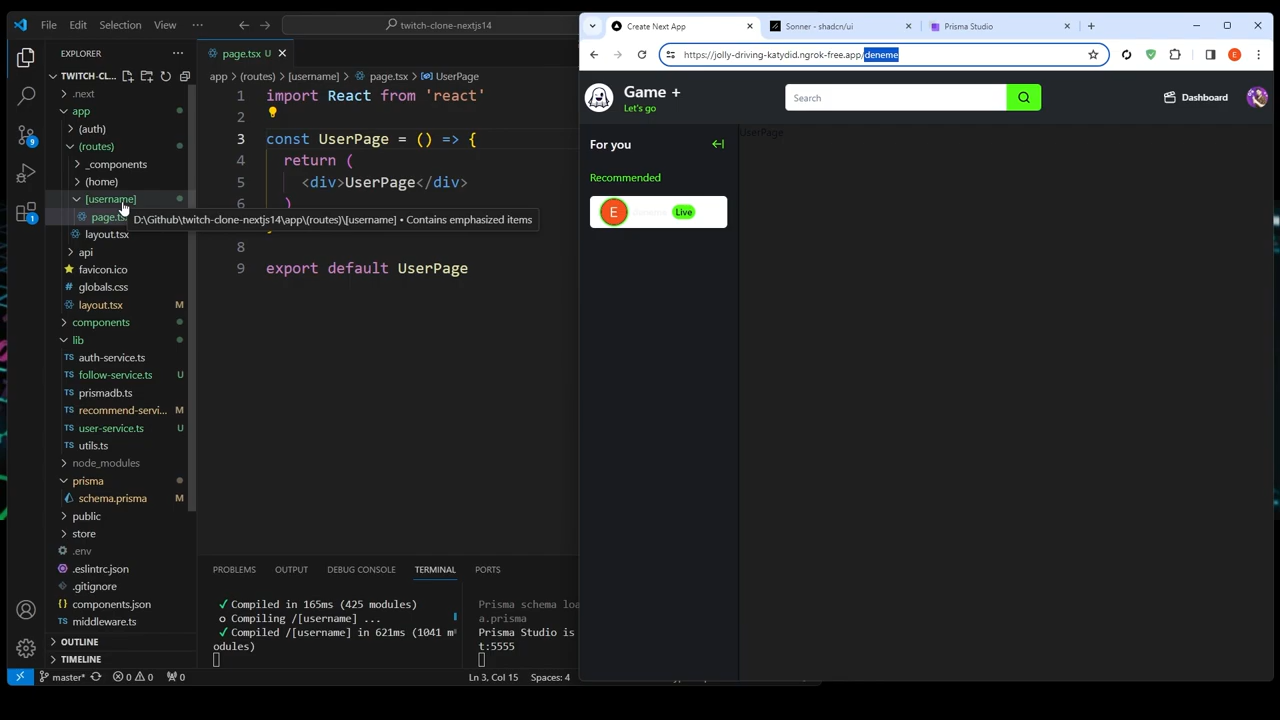 File Edit Selection View ··· twitch-clone-nextjs14
EXPLORER ···
TWITCH-CL...
.next
app
(auth)
(routes)
_components
(home)
[username]
page.ts
layout.tsx
api
favicon.ico
globals.css
layout.tsx M
components
lib
auth-service.ts
follow-service.ts U
prismadb.ts
recommend-servi... M
user-service.ts U
utils.ts
node_modules
prisma
schema.prisma M
public
store
.env
.eslintrc.json
.gitignore
components.json
middleware.ts
OUTLINE
TIMELINE
9
1
D:\Github\twitch-clone-nextjs14\app\(routes)\[username] • Contains emphasized items
page.tsx U
app > (routes) > [username] > page.tsx > UserPage
1 import React from 'react'
2
3 const UserPage = () => {
4 return (
5 <div>UserPage</div>
6 )
8
9 export default UserPage
PROBLEMS OUTPUT DEBUG CONSOLE TERMINAL PORTS
✓ Compiled in 165ms (425 modules)
o Compiling /[username] ...
✓ Compiled /[username] in 621ms (1041 m
odules)
Prisma schema loa
a.prisma
Prisma Studio is
t:5555
master* 0 0 0 Ln 3, Col 15 Spaces: 4
Create Next App
Sonner - shadcn/ui
Prisma Studio
https://jolly-driving-katydid.ngrok-free.app/deneme
E
Game +
Let's go
Search
Dashboard
For you
Recommended
E Live
UserPage